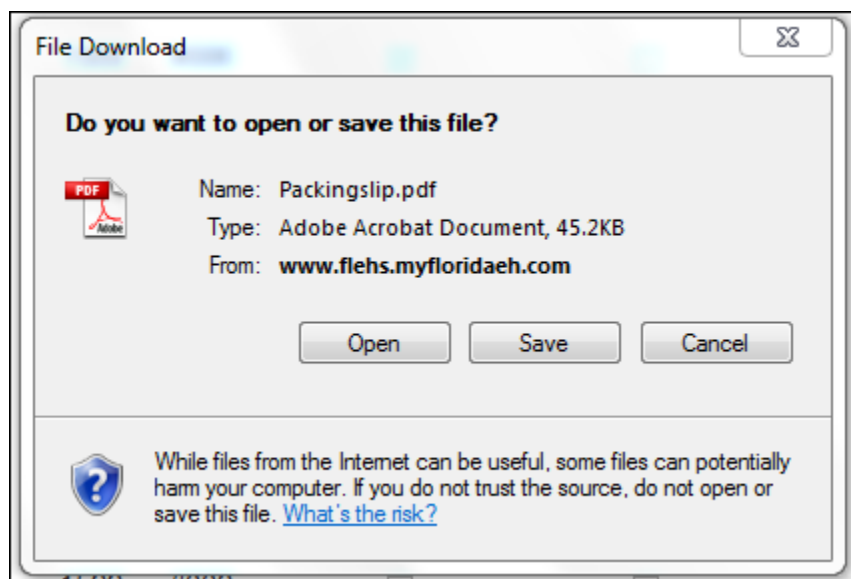 File Download
Do you want to open or save this file?
PDF
Adobe
Name: Packingslip.pdf
Type: Adobe Acrobat Document, 45.2KB
From: www.flehs.myfloridaeh.com
Open Save Cancel
While files from the Internet can be useful, some files can potentially
harm your computer. If you do not trust the source, do not open or
save this file. What's the risk?